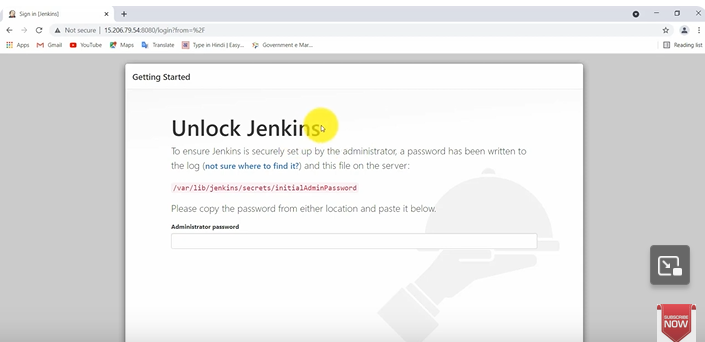 Sign in [Jenkins]
Not secure | 15.206.79.54:8080/login?from=%2F
Apps Gmail YouTube Maps Translate Type in Hindi | Easy... Government e Mar... Reading list
Getting Started
Unlock Jenkins
To ensure Jenkins is securely set up by the administrator, a password has been written to
the log (not sure where to find it?) and this file on the server:
/var/lib/jenkins/secrets/initialAdminPassword
Please copy the password from either location and paste it below.
Administrator password
SUBSCRIBE
NOW